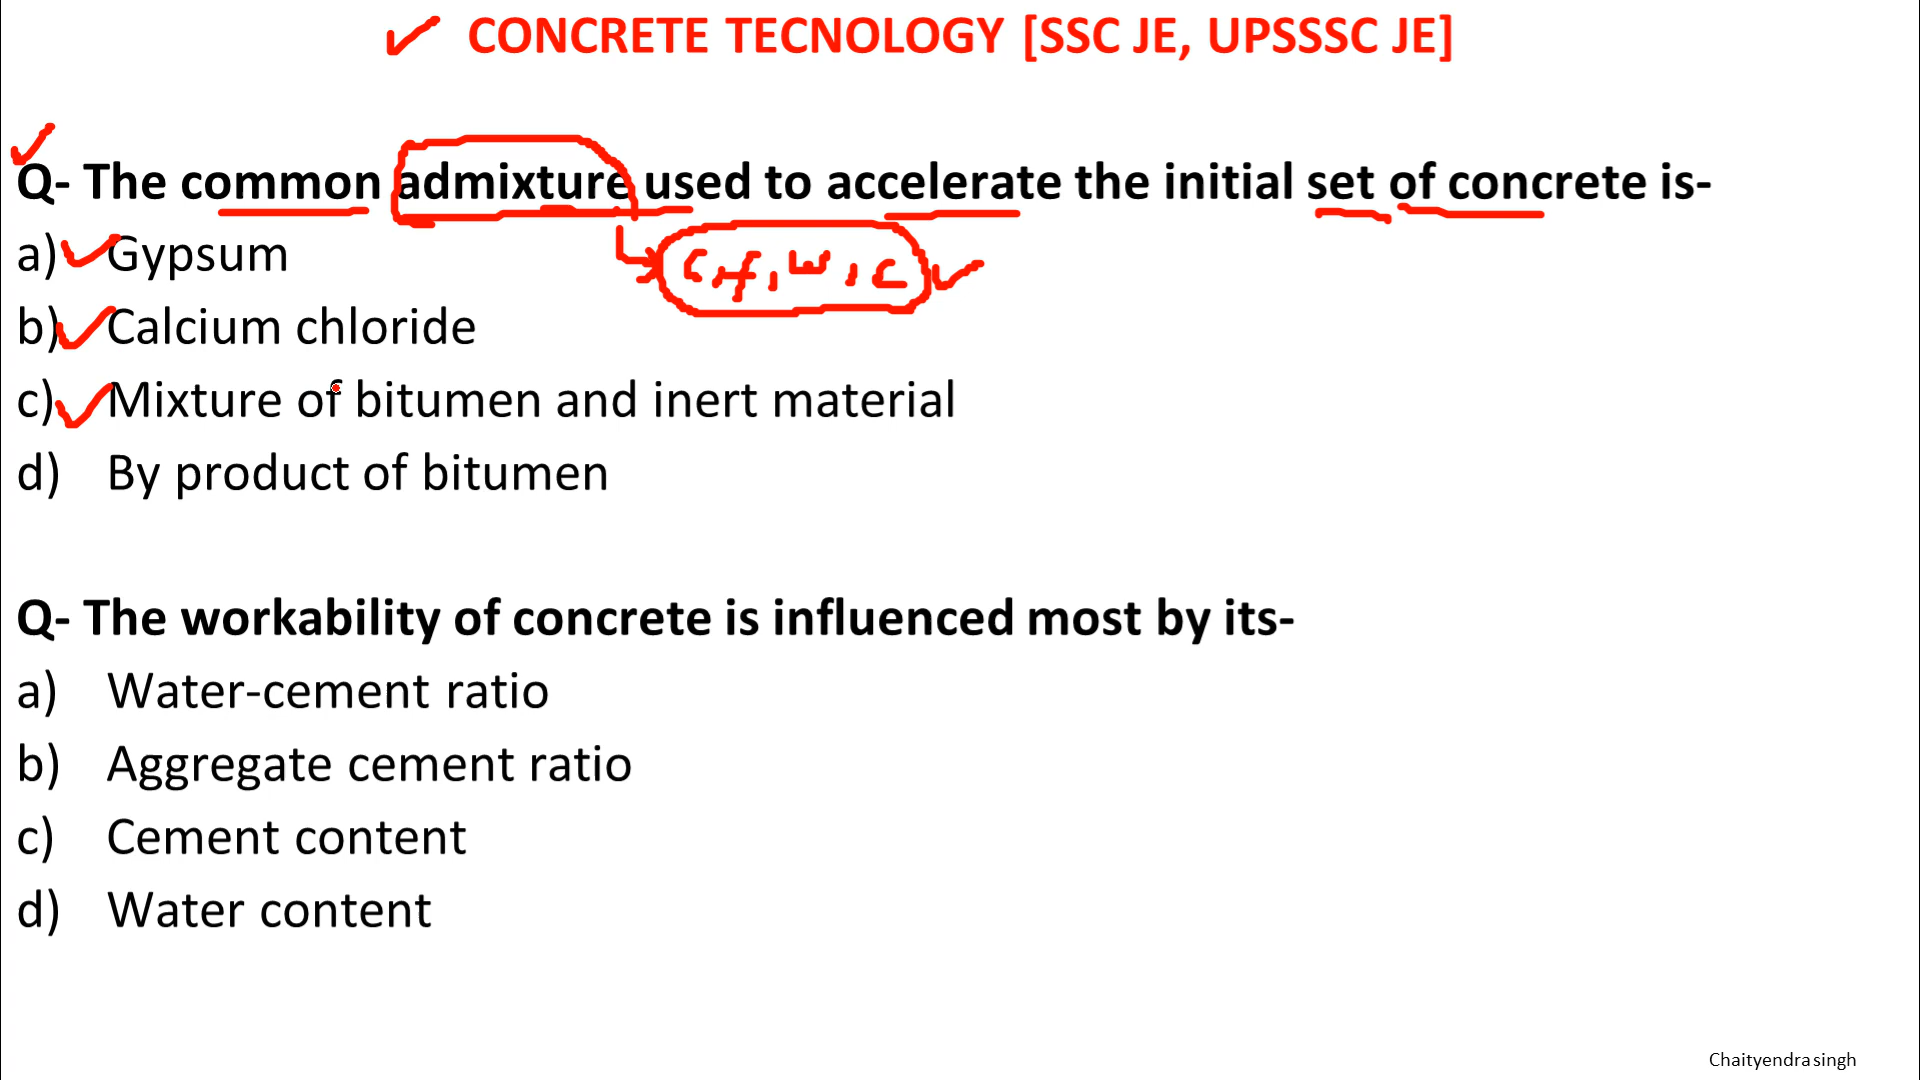 CONCRETE TECNOLOGY [SSC JE, UPSSSC JE]
Q- The common admixture used to accelerate the initial set of concrete is-
a) Gypsum
C, f, W, C
b) Calcium chloride
c) Mixture of bitumen and inert material
d) By product of bitumen
Q- The workability of concrete is influenced most by its-
a) Water-cement ratio
b) Aggregate cement ratio
c) Cement content
d) Water content
Chaityendra singh